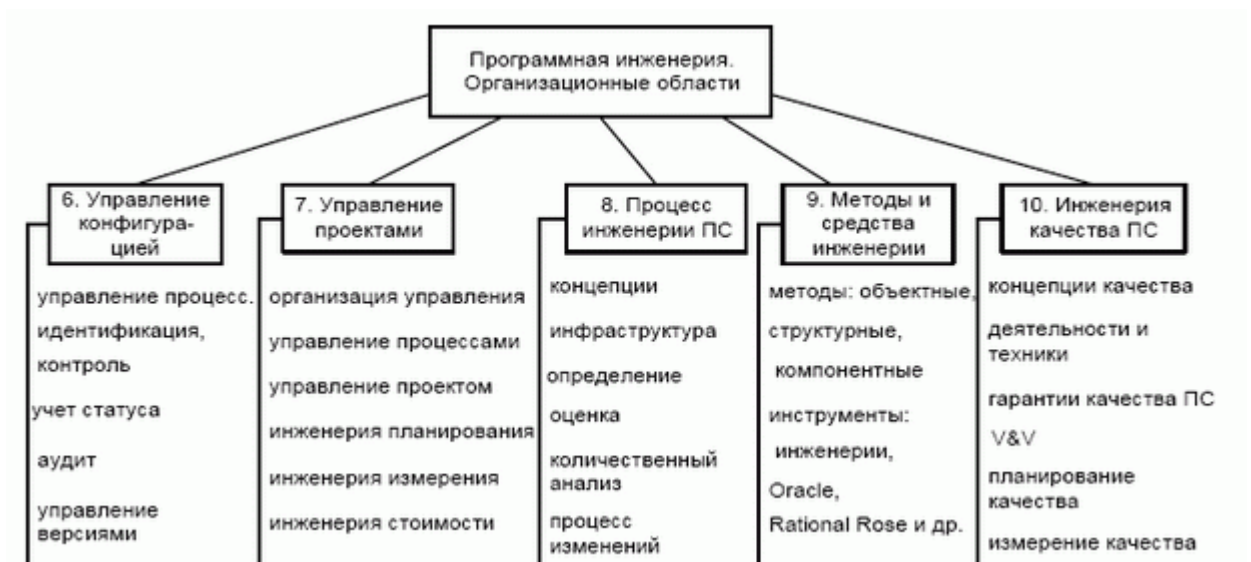 Программная инженерия.
Организационные области
6. Управление
конфигура-
цией
управление процесс.
идентификация,
контроль
учет статуса
аудит
управление
версиями
7. Управление
проектами
организация управления
управление процессами
управление проектом
инженерия планирования
инженерия измерения
инженерия стоимости
8. Процесс
инженерии ПС
концепции
инфраструктура
определение
оценка
количественный
анализ
процесс
изменений
9. Методы и
средства
инженерии
методы: объектные,
структурные,
компонентные
инструменты:
инженерии,
Oracle,
Rational Rose и др.
10. Инженерия
качества ПС
концепции качества
деятельности и
техники
гарантии качества ПС
V&V
планирование
качества
измерение качества